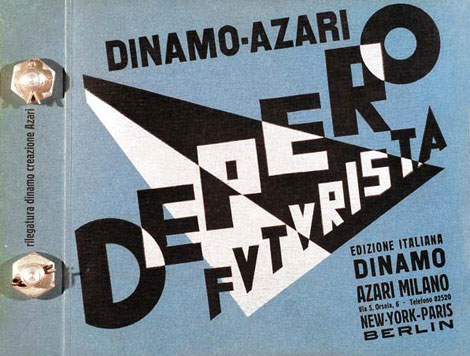 DINAMO-AZARI
DEPERO
FVTVRISTA
rilegatura dinamo creazione Azari
EDIZIONE ITALIANA
DINAMO
AZARI MILANO
Via S. Orsola, 6 - Telefono 82520
NEW-YORK-PARIS
BERLIN